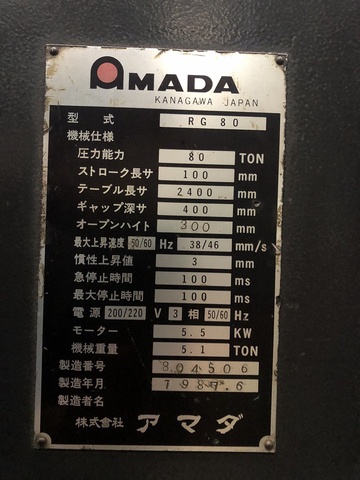 AMADA
KANAGAWA JAPAN
型式 RG 80
機械仕様
圧力能力 80 TON
ストローク長サ 100 mm
テーブル長サ 2400 mm
ギャップ深サ 400 mm
オープンハイト 300 mm
最大上昇速度 50/60 Hz 38/46 mm/s
慣性上昇値 3 mm
急停止時間 100 ms
最大停止時間 100 ms
電源 200/220 V 3 相 50/60 Hz
モーター 5.5 KW
機械重量 5.1 TON
製造番号 804506
製造年月 1987.6
製造者名
株式會社 アマダ